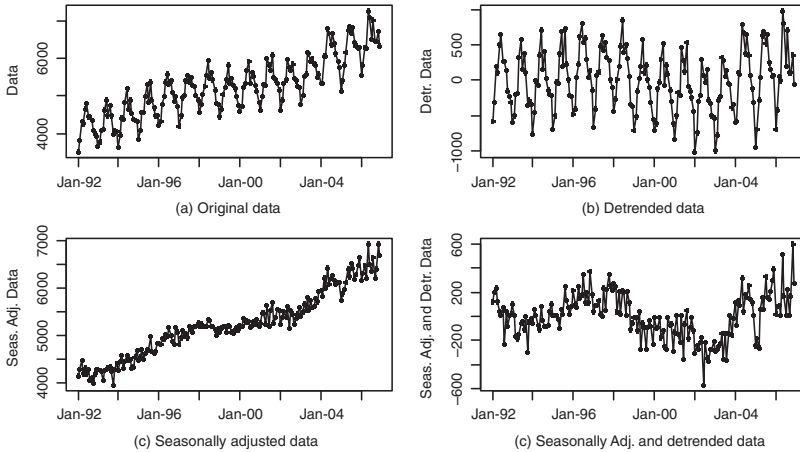 Data
6000
4000
Jan-92 Jan-96 Jan-00 Jan-04
(a) Original data
Detr. Data
500
0
−1000
Jan-92 Jan-96 Jan-00 Jan-04
(b) Detrended data
Seas. Adj. Data
7000
6000
5000
4000
Jan-92 Jan-96 Jan-00 Jan-04
(c) Seasonally adjusted data
Seas. Adj. and Detr. Data
600
200
−200
−600
Jan-92 Jan-96 Jan-00 Jan-04
(c) Seasonally Adj. and detrended data